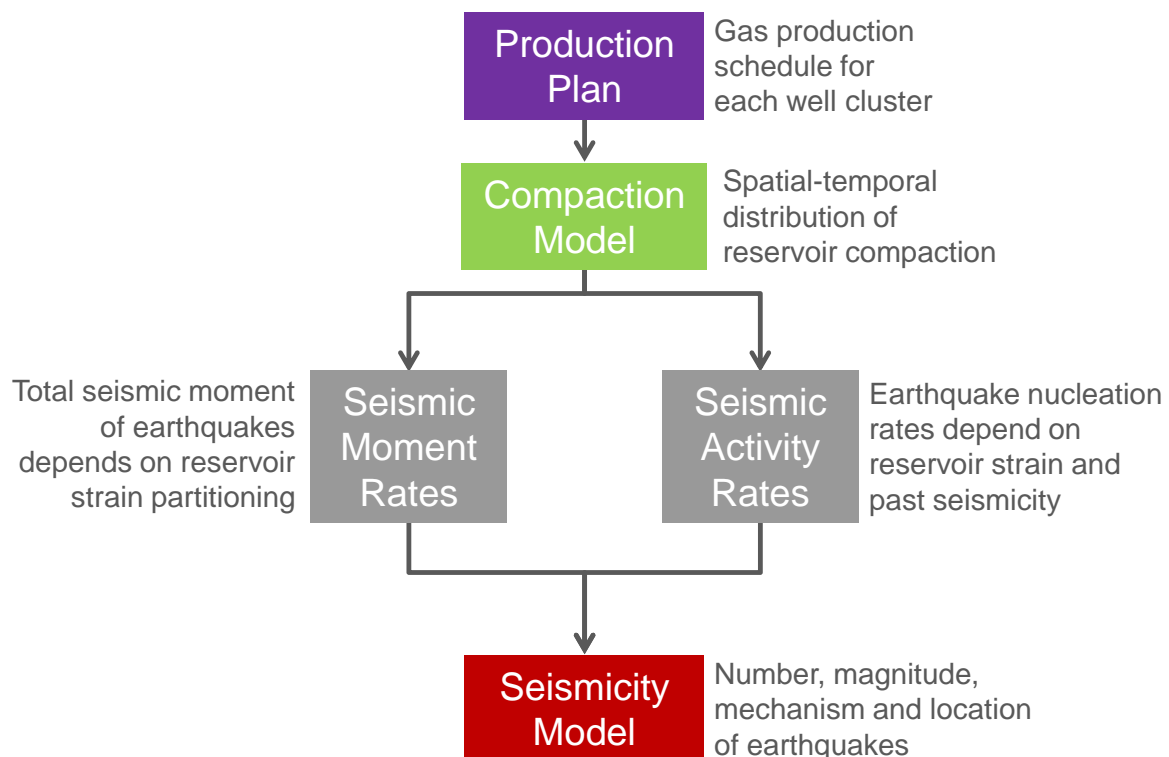 Production
Plan
Gas production
schedule for
each well cluster
Compaction
Model
Spatial-temporal
distribution of
reservoir compaction
Total seismic moment
of earthquakes
depends on reservoir
strain partitioning
Seismic
Moment
Rates
Seismic
Activity
Rates
Earthquake nucleation
rates depend on
reservoir strain and
past seismicity
Seismicity
Model
Number, magnitude,
mechanism and location
of earthquakes